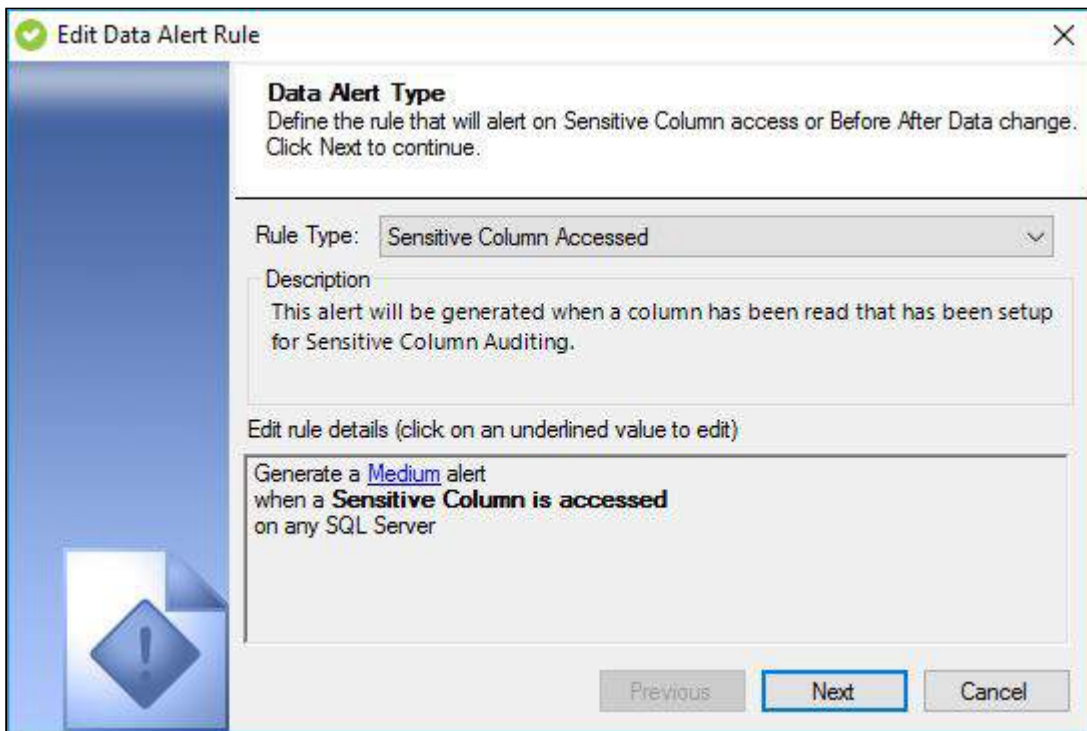 Edit Data Alert Rule
Data Alert Type
Define the rule that will alert on Sensitive Column access or Before After Data change.
Click Next to continue.
Rule Type: Sensitive Column Accessed
Description
This alert will be generated when a column has been read that has been setup
for Sensitive Column Auditing.
Edit rule details (click on an underlined value to edit)
Generate a Medium alert
when a Sensitive Column is accessed
on any SQL Server
Previous Next Cancel